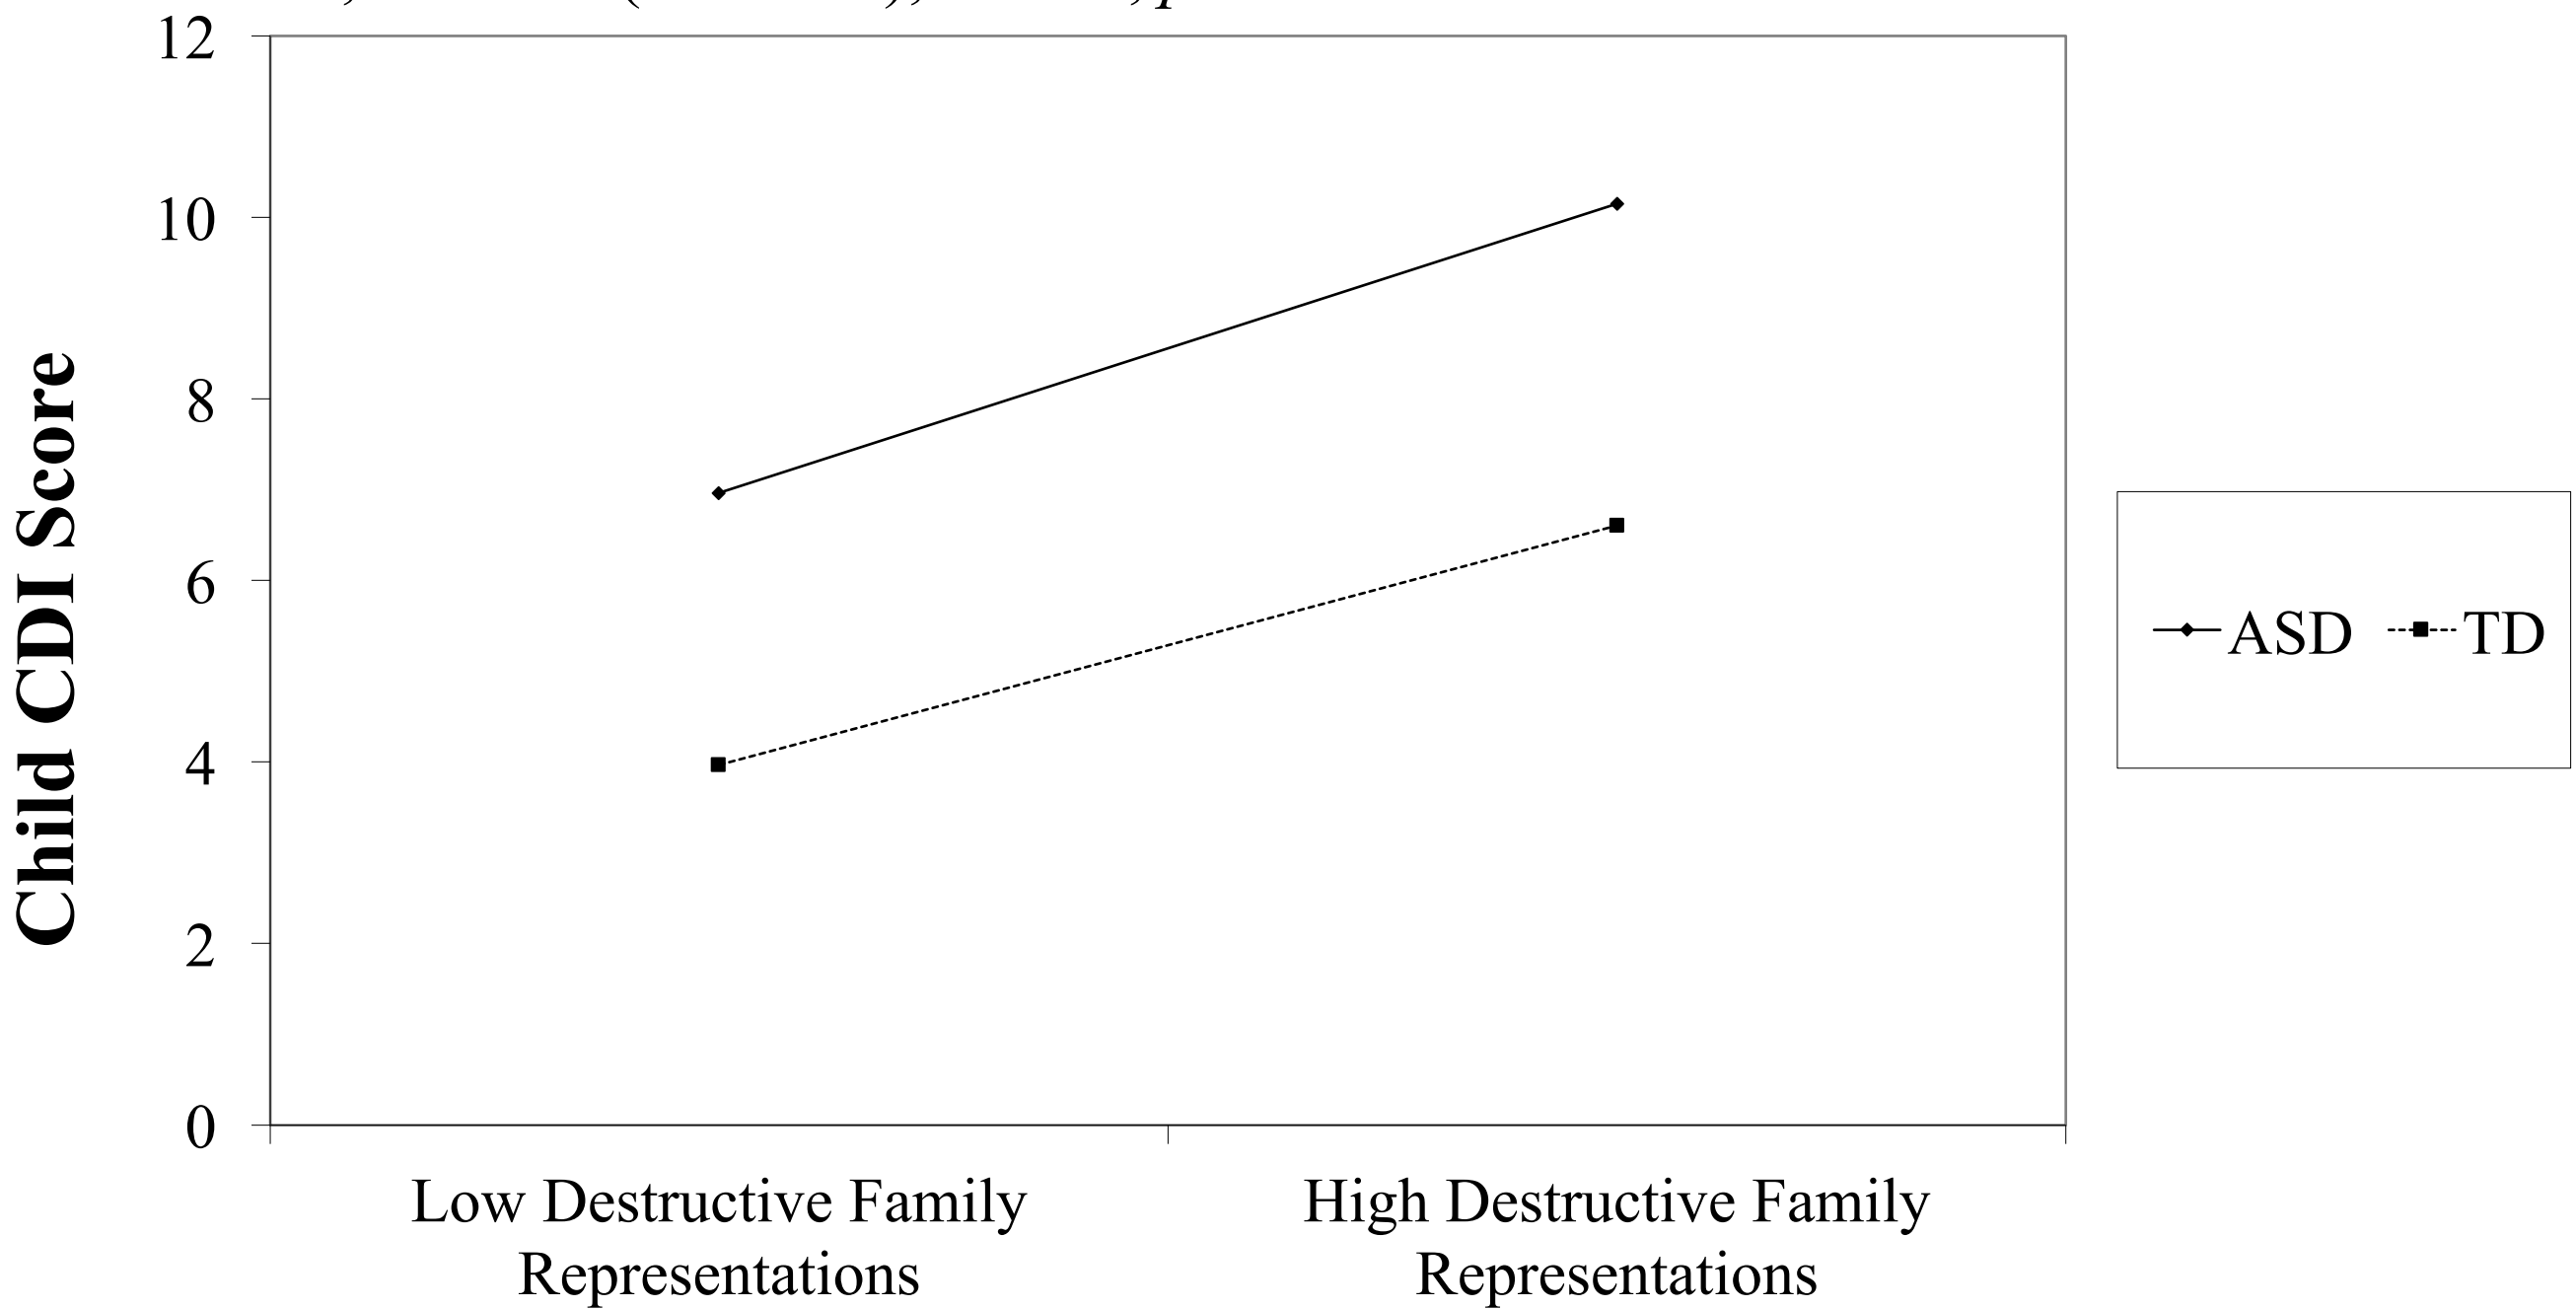 12
10
8
6
4
2
0
Child CDI Score
Low Destructive Family
Representations
High Destructive Family
Representations
ASD
TD